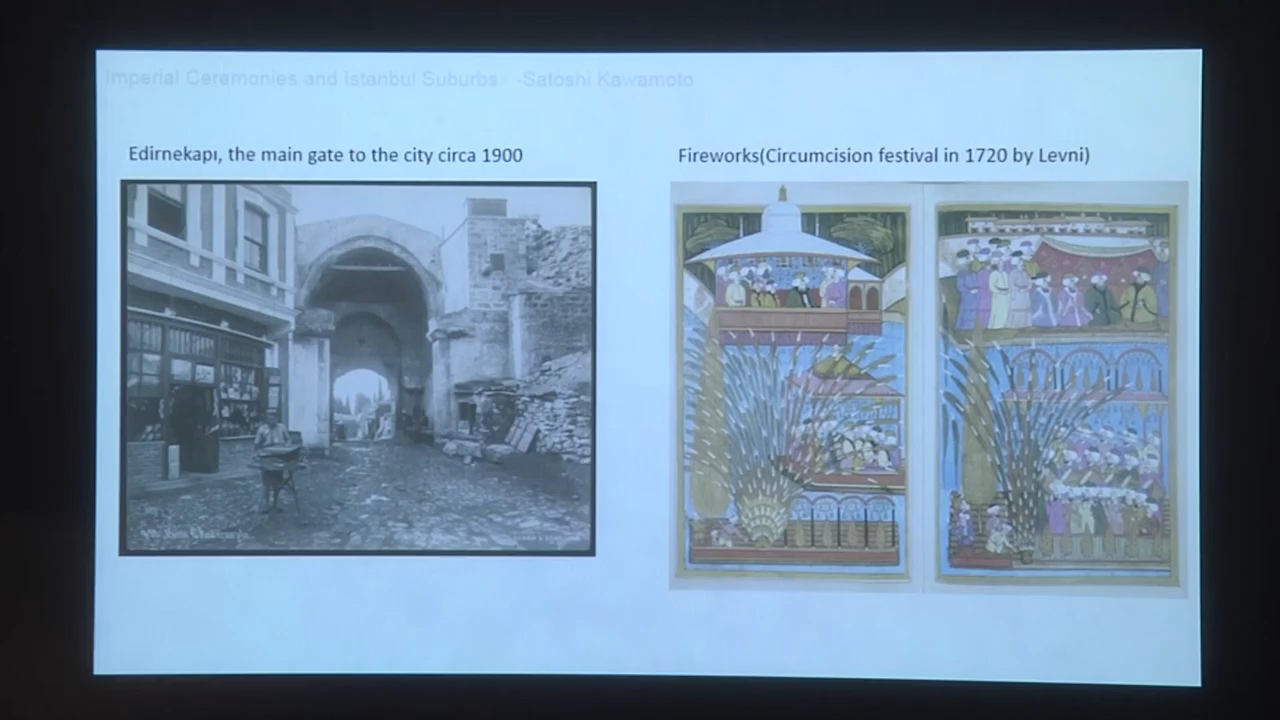 Imperial Ceremonies and Istanbul Suburbs -Satoshi Kawamoto
Edirnekapı, the main gate to the city circa 1900
Fireworks(Circumcision festival in 1720 by Levni)